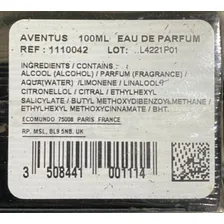 AVENTUS 100ML EAU DE PARFUM
REF: 1110042 LOT: L4221P01
INGREDIENTS / CONTAINS:
ALCOOL (ALCOHOL) / PARFUM (FRAGRANCE) /
AQUA(WATER) /LIMONENE / LINALOOL /
CITRONELLOL / CITRAL / ETHYLHEXYL
SALICYLATE / BUTYL METHOXYDIBENZOYLMETHANE /
ETHYLHEXYL METHOXYCINNAMATE / BHT.
ECOMUNDO 75008 PARIS FRANCE
RP, MSL, BL9 5NB, UK
3 508441 001114